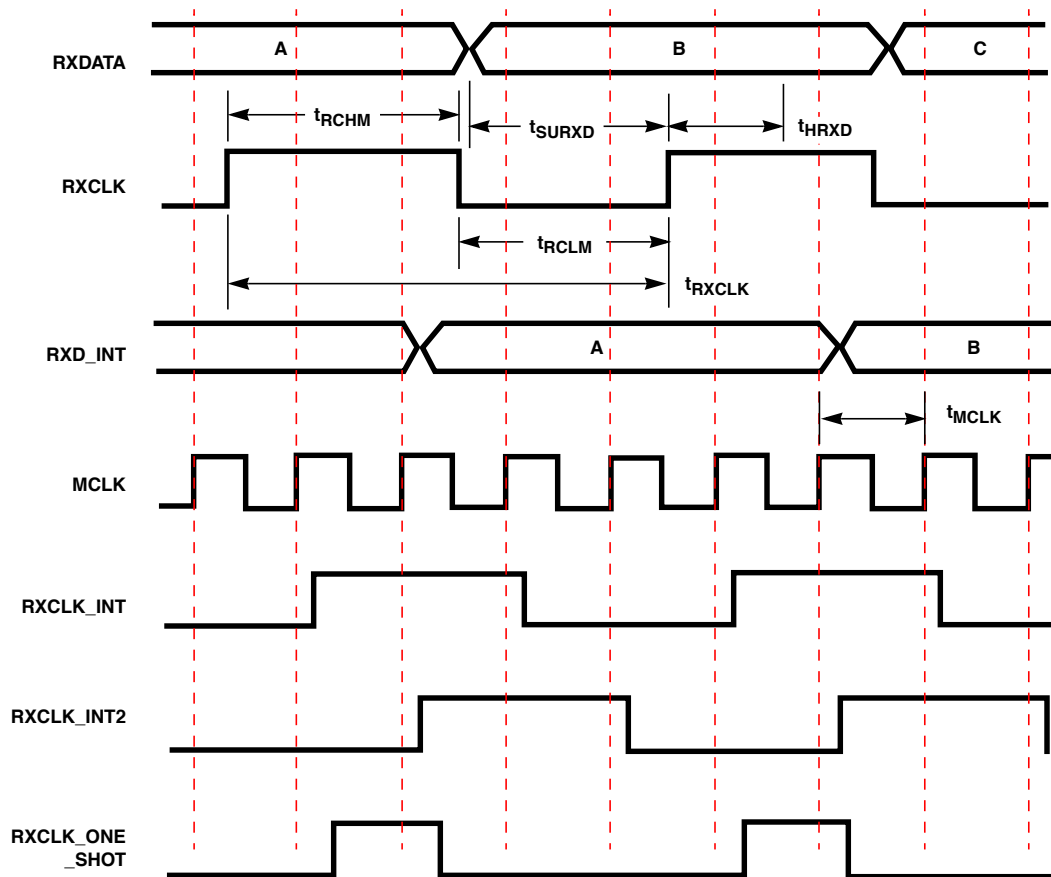 RXDATA
A
B
C
tRCHM
tSURXD
tHRXD
RXCLK
tRCLM
tRXCLK
RXD_INT
A
B
tMCLK
MCLK
RXCLK_INT
RXCLK_INT2
RXCLK_ONE
_SHOT